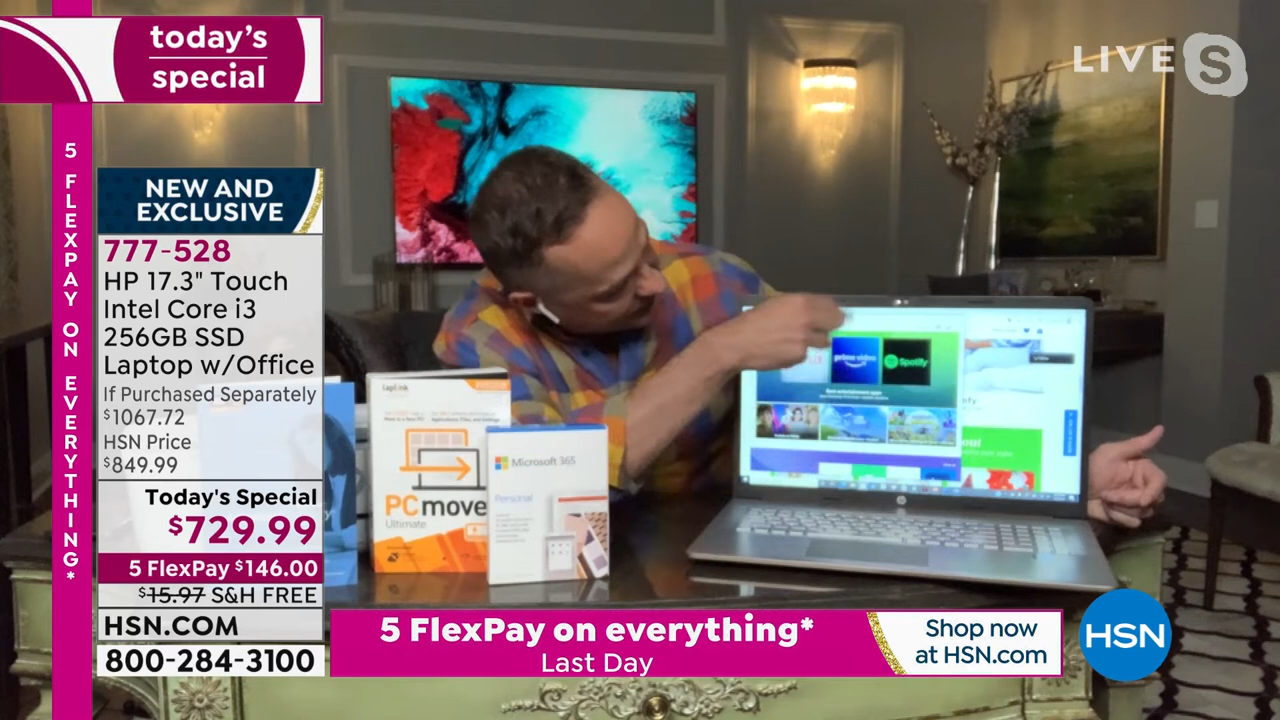 today's
special
5 FLEXPAY ON EVERYTHING*
NEW AND
EXCLUSIVE
777-528
HP 17.3" Touch
Intel Core i3
256GB SSD
Laptop w/Office
If Purchased Separately
$1067.72
HSN Price
$849.99
Today's Special
$729.99
5 FlexPay $146.00
$15.97 S&H FREE
HSN.COM
800-284-3100
LIVE S
laplink
PCmove
Ultimate
Microsoft 365
Personal
prime video
Spotify
hp
5 FlexPay on everything*
Last Day
Shop now
at HSN.com
HSN